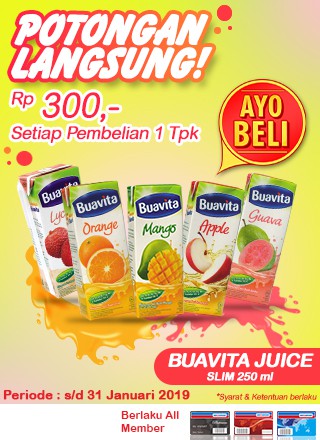 POTONGAN
LANGSUNG!
Rp 300,-
Setiap Pembelian 1 Tpk
AYO
BELI
Buavita
Lyc
Buavita
Orange
Buavita
Mango
Buavita
Apple
Buavita
Guava
BUAVITA JUICE
SLIM 250 ml
Periode : s/d 31 Januari 2019
*Syarat & Ketentuan berlaku
Berlaku All
Member